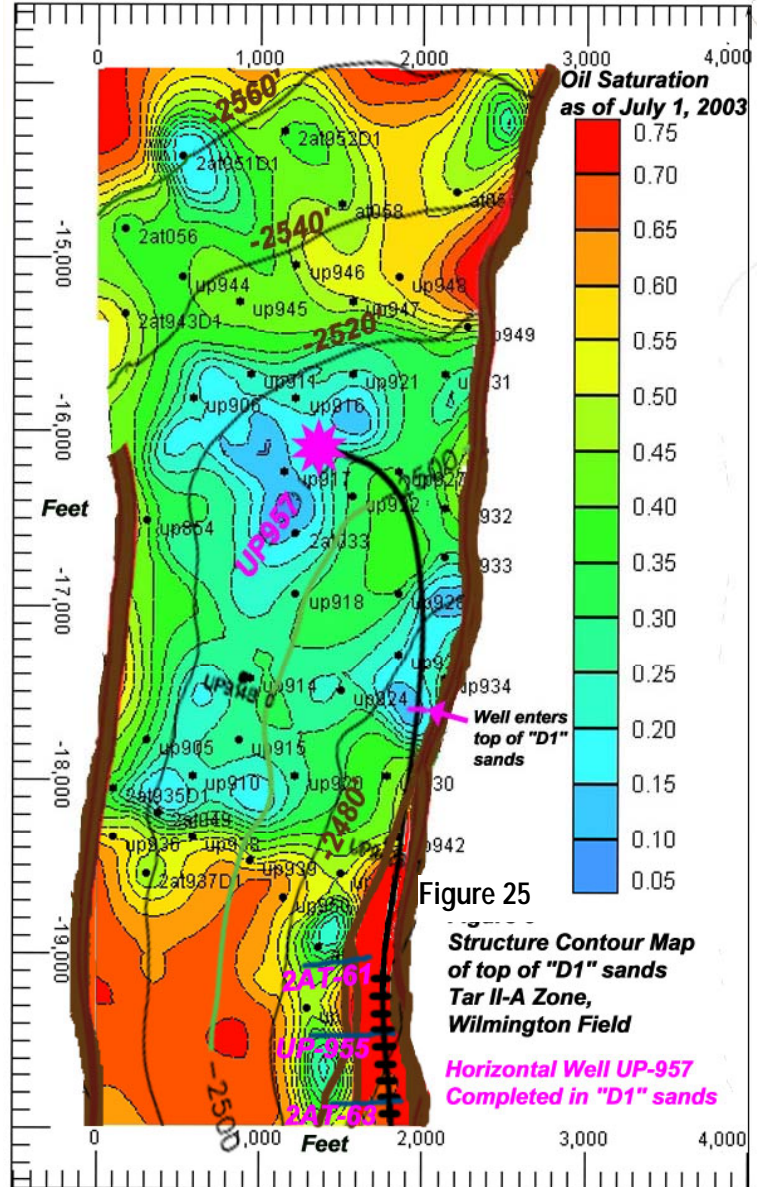 0 1,000 2,000 3,000 4,000
Oil Saturation
as of July 1, 2003
0.75
0.70
0.65
0.60
0.55
0.50
0.45
0.40
0.35
0.30
0.25
0.20
0.15
0.10
0.05
-2560'
2at952D1
2at951D1
at058
2at056
-2540'
up946
up944
up948
up945
up947
2at943D1
-2520'
up911
up921
up906
up916
-15,000
-16,000
Feet
-17,000
-18,000
-19,000
up917
up927
up922
-2500
UP957
2at033
up918
up914
up924
up934
Well enters
top of "D1"
sands
up905
up915
up910
up920
2at935D1
2at049
up936
-2480'
up939
2at937D1
Figure 25
Structure Contour Map
of top of "D1" sands
Tar II-A Zone,
Wilmington Field
2AT-61
UP-955
2AT-63
-2500
Horizontal Well UP-957
Completed in "D1" sands
0 1,000 2,000 3,000 4,000
Feet